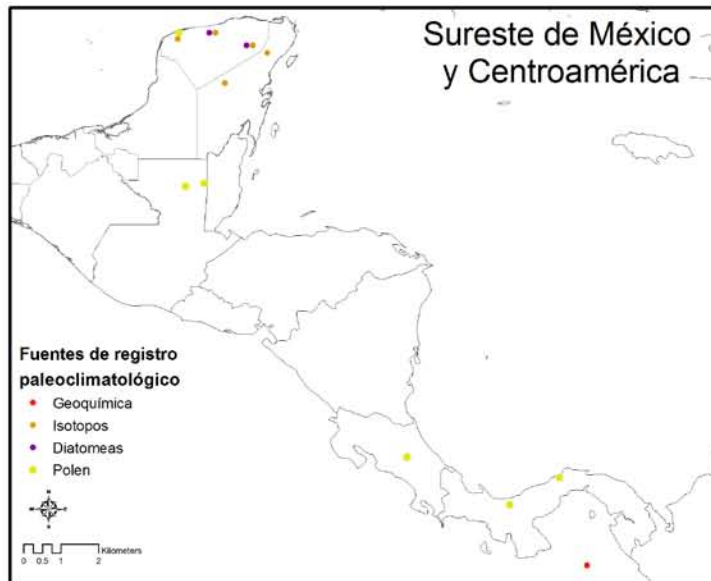 Sureste de México
y Centroamérica
Fuentes de registro
paleoclimatológico
Geoquímica
Isotopos
Diatomeas
Polen
N
W E
S
Kilometers
0 0.5 1 2